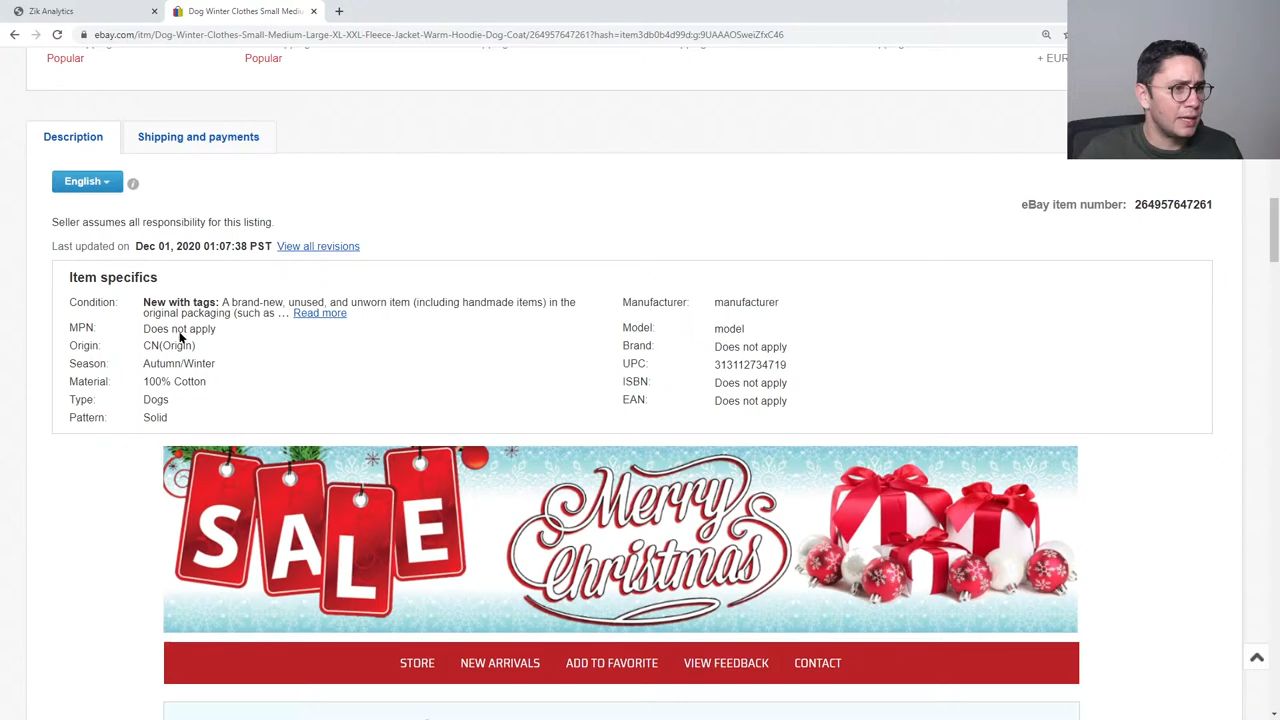 Zik Analytics
Dog Winter Clothes Small Mediu
ebay.com/itm/Dog-Winter-Clothes-Small-Medium-Large-XL-XXL-Fleece-Jacket-Warm-Hoodie-Dog-Coat/264957647261?hash=item3db0b4d99d:g:9UAAAOSweiZfxC46
Popular Popular + EUR
Description Shipping and payments
English
eBay item number: 264957647261
Seller assumes all responsibility for this listing.
Last updated on Dec 01, 2020 01:07:38 PST View all revisions
Item specifics
Condition: New with tags: A brand-new, unused, and unworn item (including handmade items) in the
original packaging (such as ... Read more
Manufacturer: manufacturer
MPN: Does not apply Model: model
Origin: CN(Origin) Brand: Does not apply
Season: Autumn/Winter UPC: 313112734719
Material: 100% Cotton ISBN: Does not apply
Type: Dogs EAN: Does not apply
Pattern: Solid
SALE
Merry
Christmas
STORE NEW ARRIVALS ADD TO FAVORITE VIEW FEEDBACK CONTACT